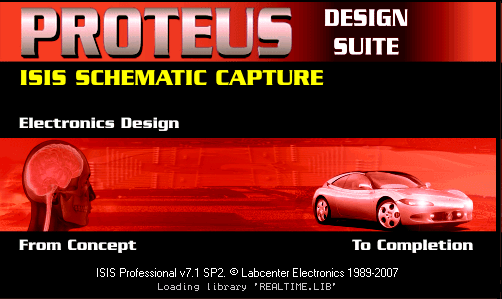 PROTEUS DESIGN
SUITE
ISIS SCHEMATIC CAPTURE
Electronics Design
From Concept To Completion
ISIS Professional v7.1 SP2. © Labcenter Electronics 1989-2007
Loading library 'REALTIME.LIB'